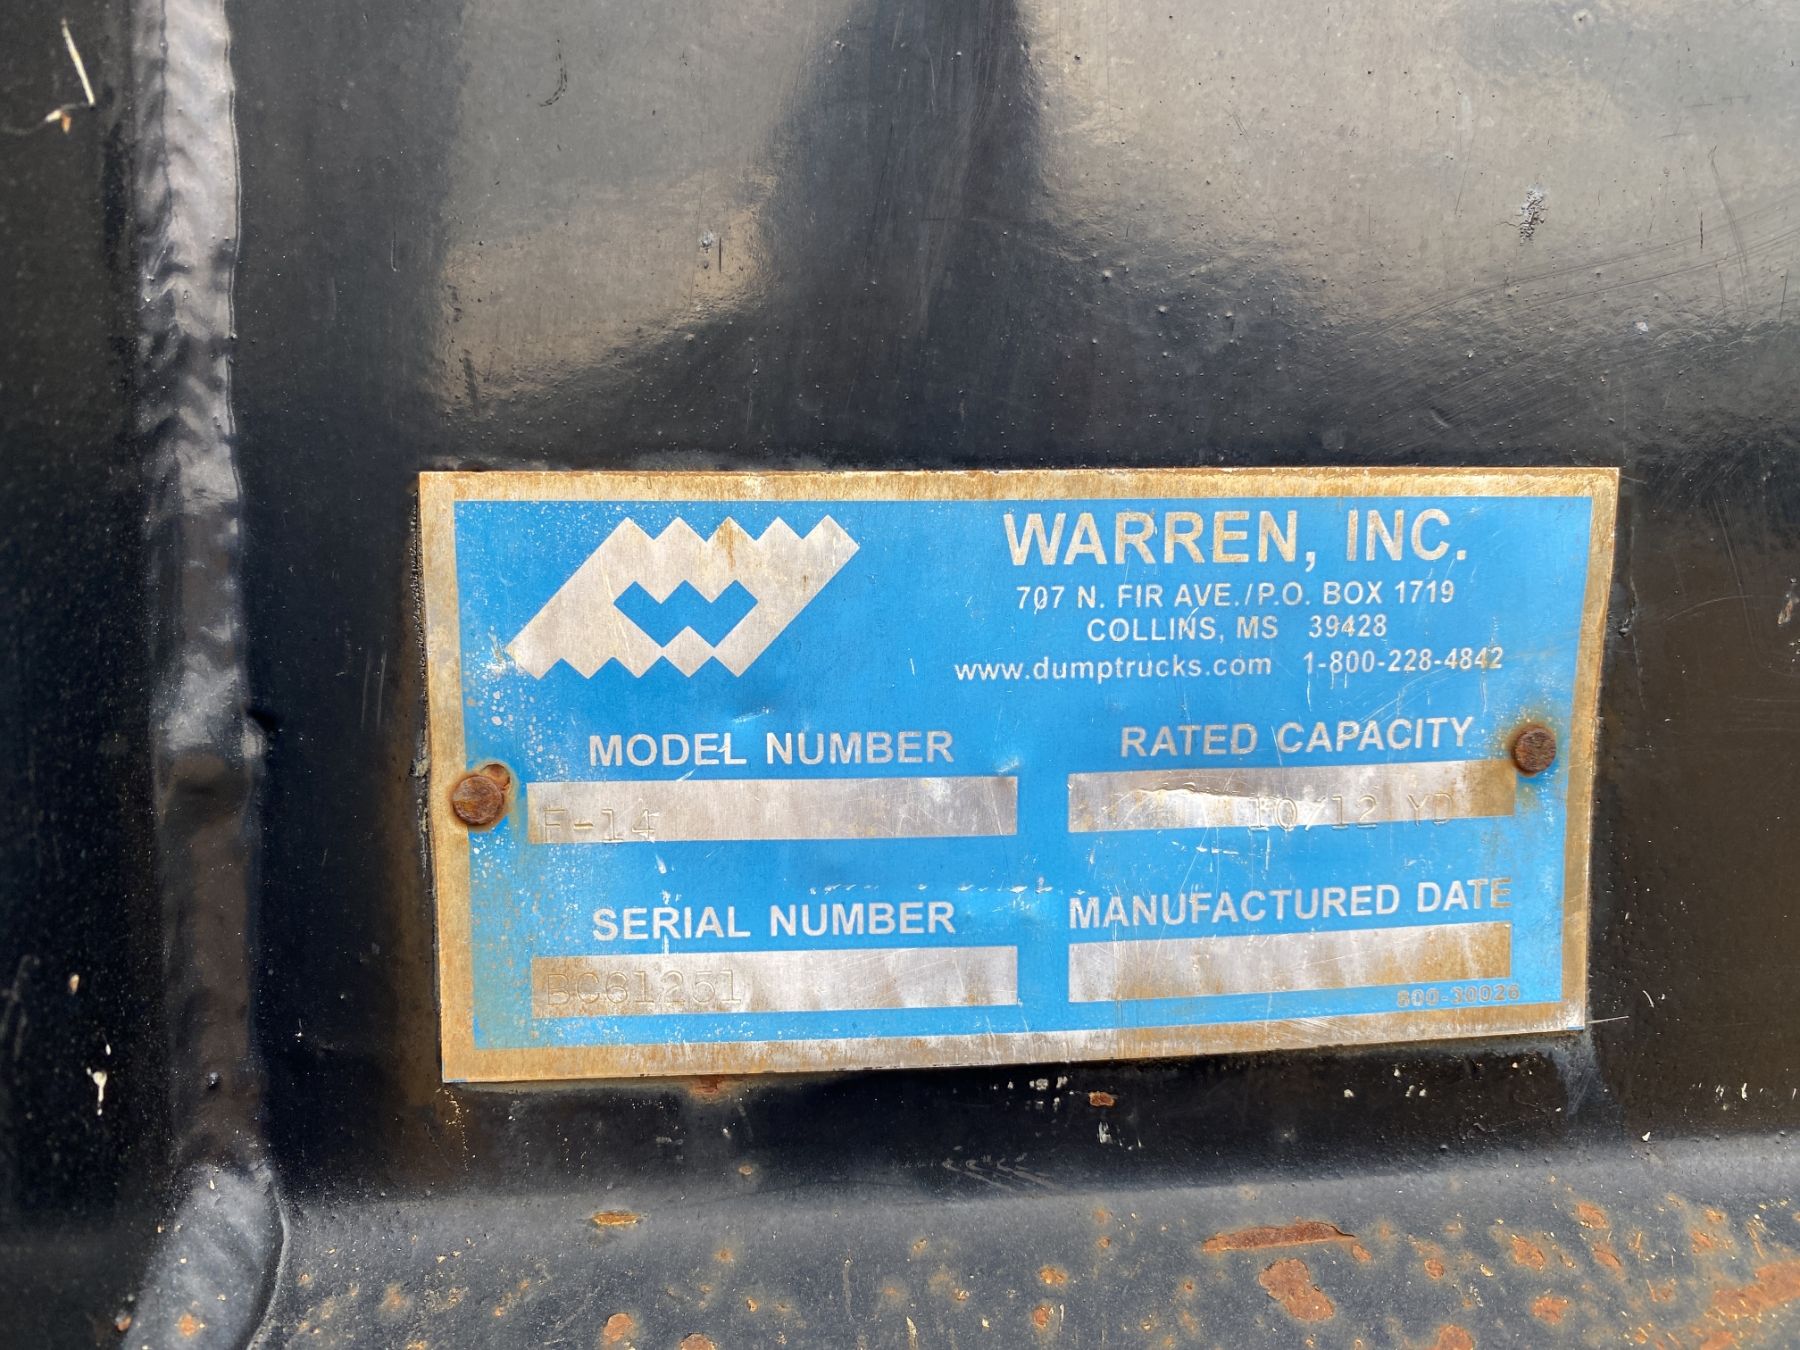 WARREN, INC.
707 N. FIR AVE./P.O. BOX 1719
COLLINS, MS 39428
www.dumptrucks.com 1-800-228-4842
MODEL NUMBER RATED CAPACITY
F-14 10/12 YD
SERIAL NUMBER MANUFACTURED DATE
BC61251
800-30026